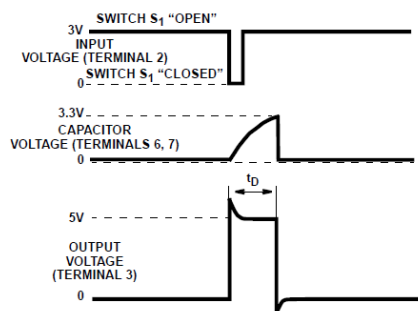 SWITCH S1 “OPEN”
3V
INPUT
VOLTAGE (TERMINAL 2)
SWITCH S1 “CLOSED”
0
3.3V
CAPACITOR
VOLTAGE (TERMINALS 6, 7)
0
tD
5V
OUTPUT
VOLTAGE
(TERMINAL 3)
0